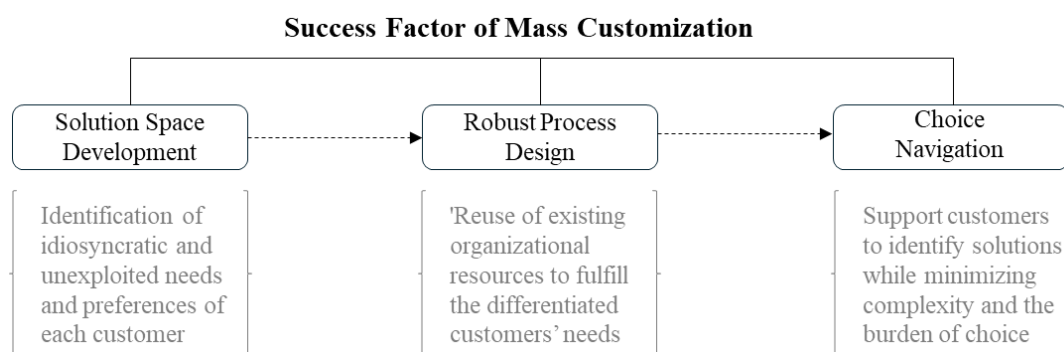 Success Factor of Mass Customization
Solution Space
Development
Robust Process
Design
Choice
Navigation
Identification of
idiosyncratic and
unexploited needs
and preferences of
each customer
'Reuse of existing
organizational
resources to fulfill
the differentiated
customers’ needs
Support customers
to identify solutions
while minimizing
complexity and the
burden of choice